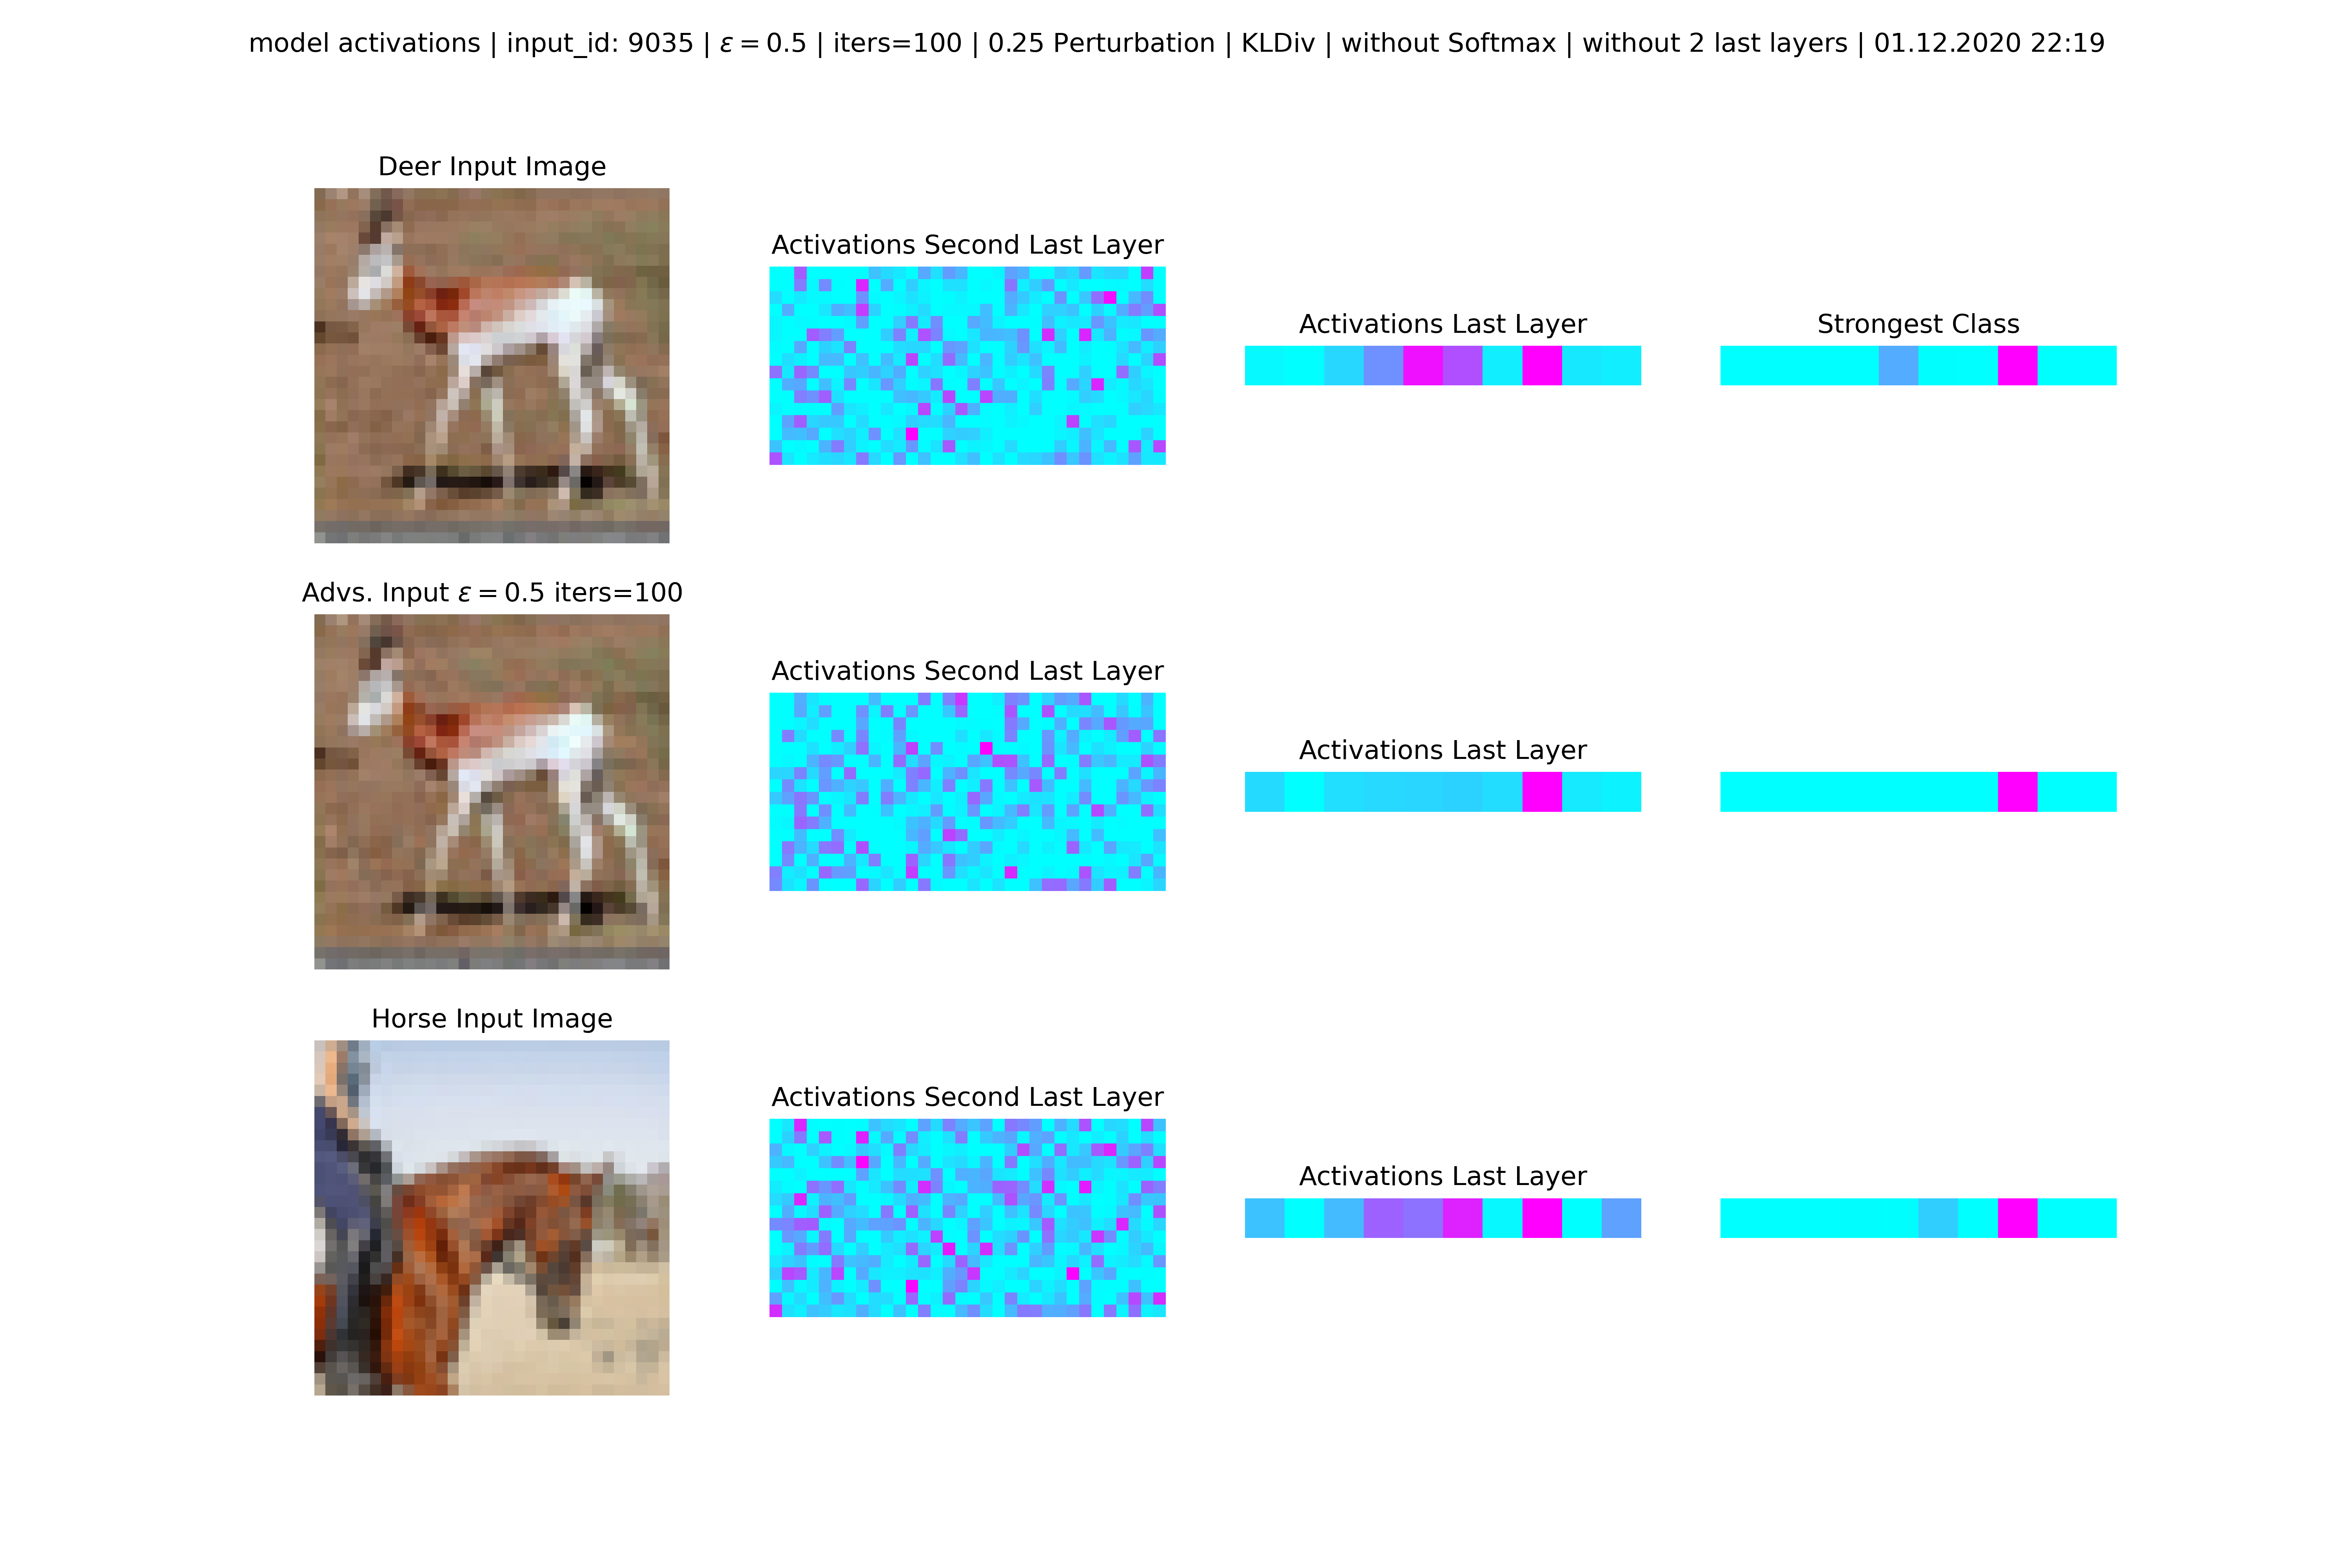 model activations | input_id: 9035 | ε = 0.5 | iters=100 | 0.25 Perturbation | KLDiv | without Softmax | without 2 last layers | 01.12.2020 22:19
Deer Input Image
Activations Second Last Layer
Activations Last Layer
Strongest Class
Advs. Input ε = 0.5 iters=100
Activations Second Last Layer
Activations Last Layer
Horse Input Image
Activations Second Last Layer
Activations Last Layer